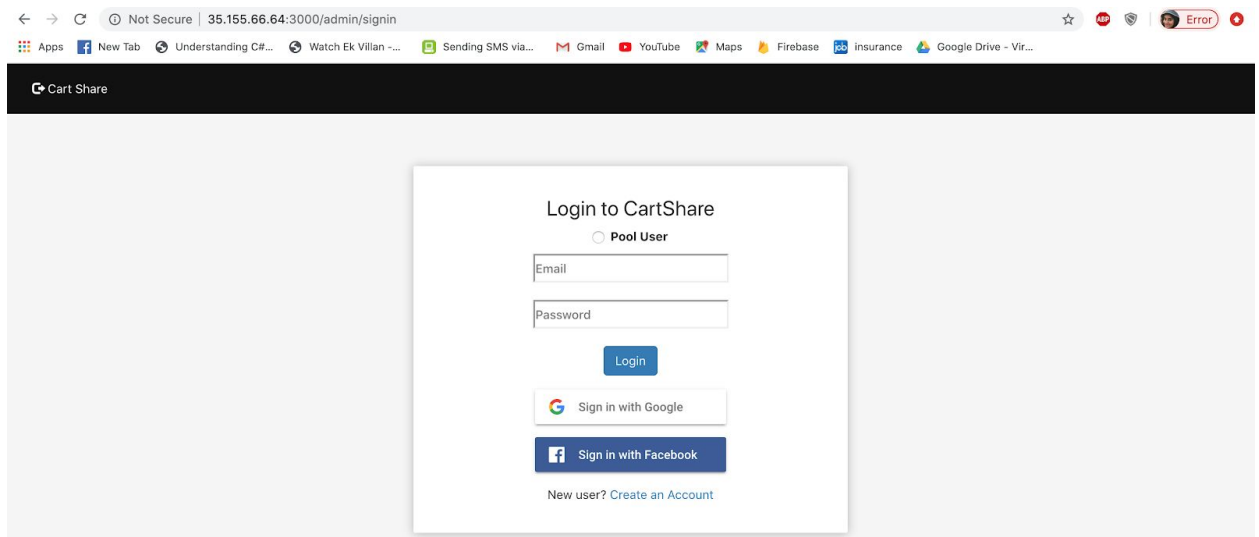 Not Secure 35.155.66.64:3000/admin/signin ABP Error
Apps New Tab Understanding C#... Watch Ek Villan -... Sending SMS via... Gmail YouTube Maps Firebase job insurance Google Drive - Vir...
Cart Share
Login to CartShare
Pool User
Email
Password
Login
Sign in with Google
Sign in with Facebook
New user? Create an Account